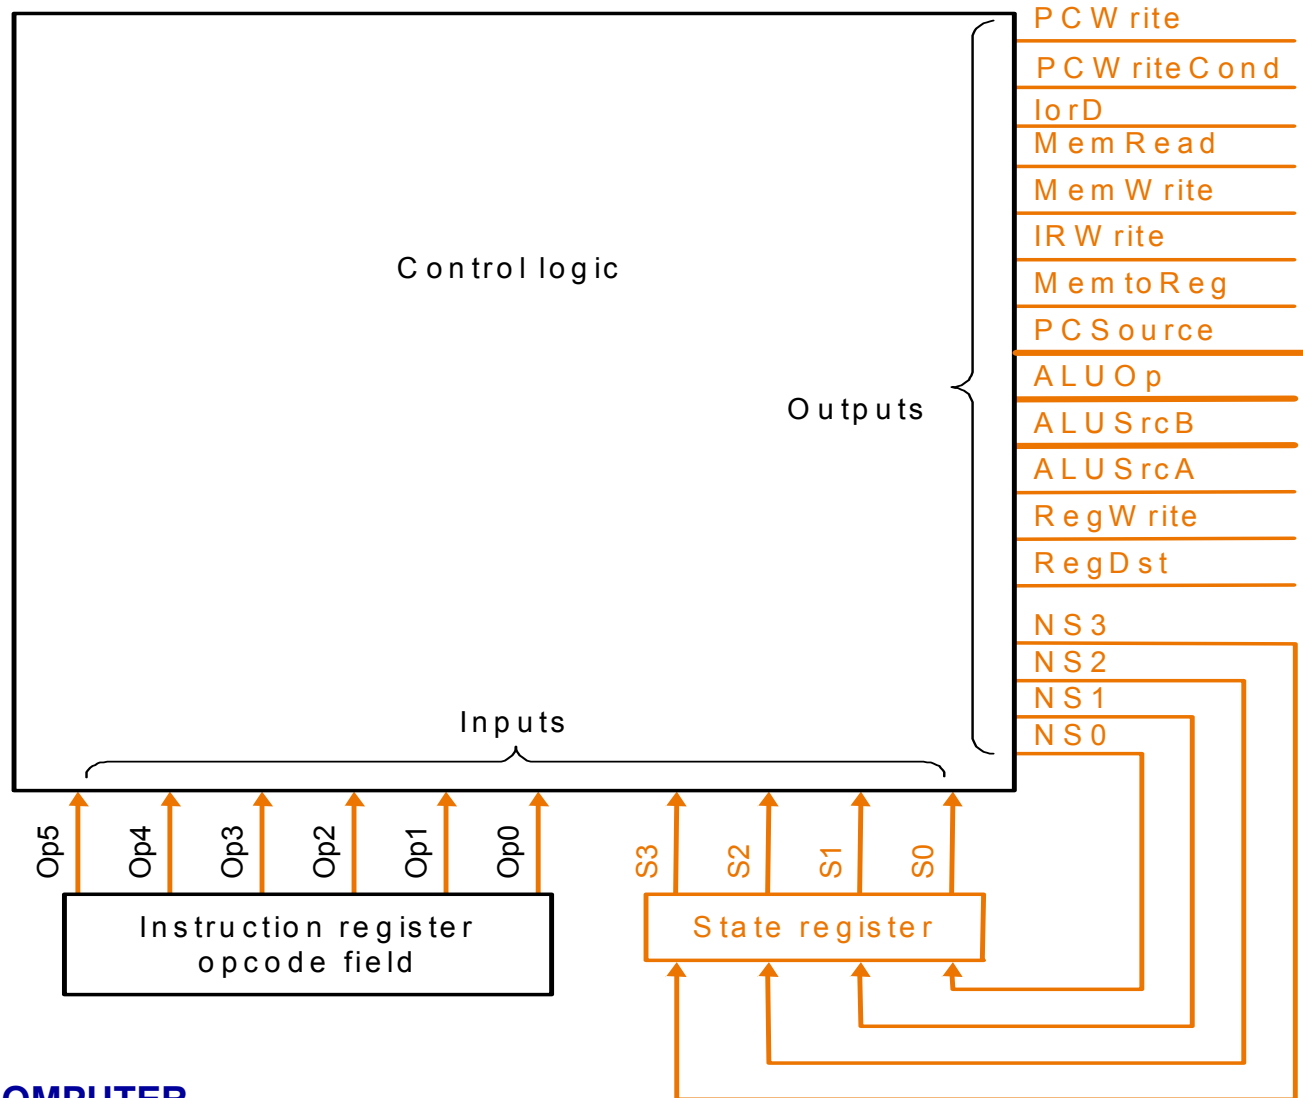 PCWrite
PCWriteCond
IorD
MemRead
MemWrite
IRWrite
Control logic
MemtoReg
PCSource
ALUOp
Outputs
ALUSrcB
ALUSrcA
RegWrite
RegDst
NS3
NS2
NS1
Inputs
NS0
Op5
Op4
Op3
Op2
Op1
Op0
S3
S2
S1
S0
Instruction register
opcode field
State register
OMPUTER